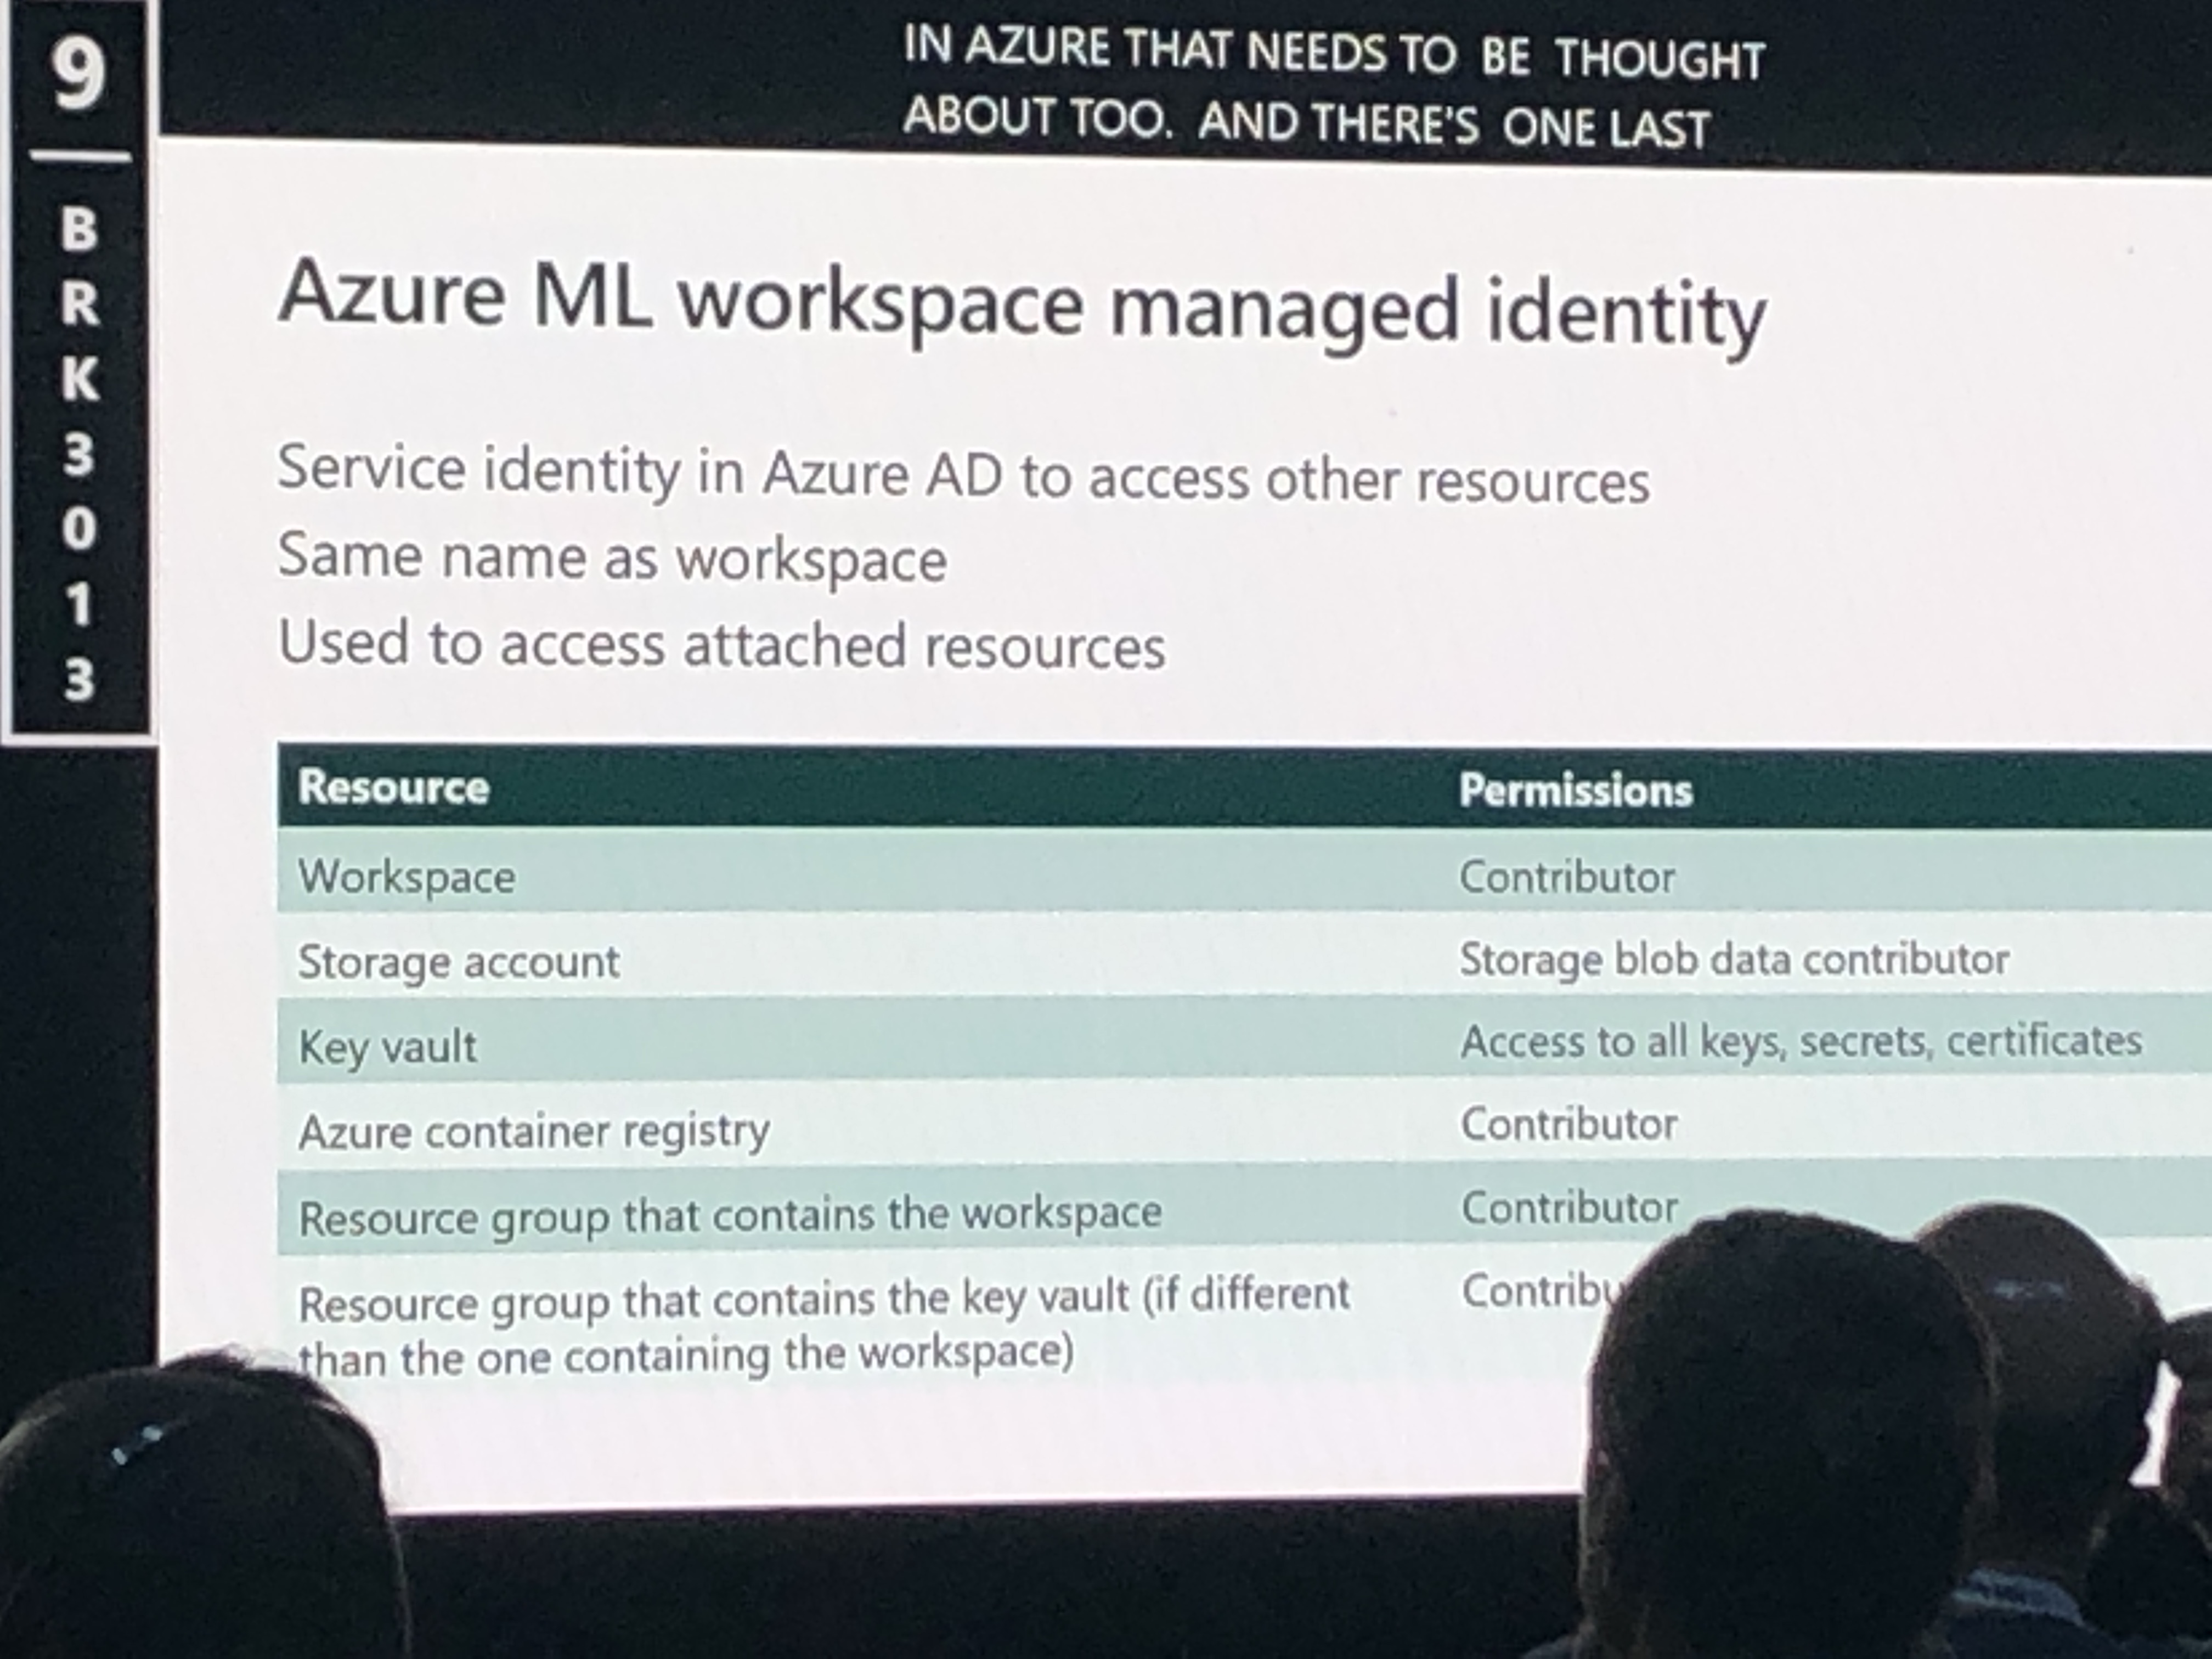 9
BRK3013
IN AZURE THAT NEEDS TO BE THOUGHT
ABOUT TOO. AND THERE'S ONE LAST
Azure ML workspace managed identity
Service identity in Azure AD to access other resources
Same name as workspace
Used to access attached resources
Resource Permissions
Workspace Contributor
Storage account Storage blob data contributor
Key vault Access to all keys, secrets, certificates
Azure container registry Contributor
Resource group that contains the workspace Contributor
Resource group that contains the key vault (if different
than the one containing the workspace)